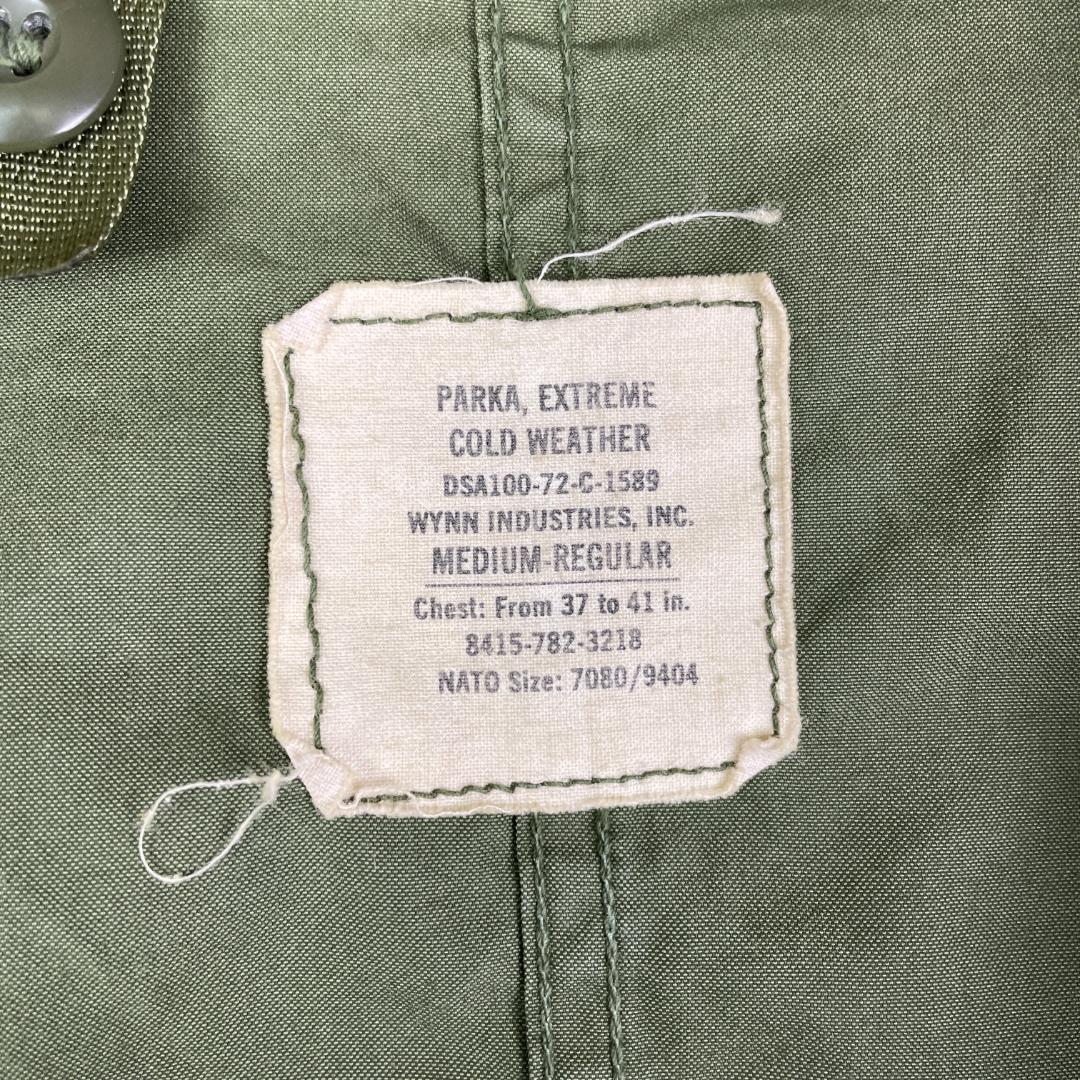 PARKA, EXTREME
COLD WEATHER
DSA100-72-C-1589
WYNN INDUSTRIES, INC.
MEDIUM-REGULAR
Chest: From 37 to 41 in.
8415-782-3218
NATO Size: 7080/9404